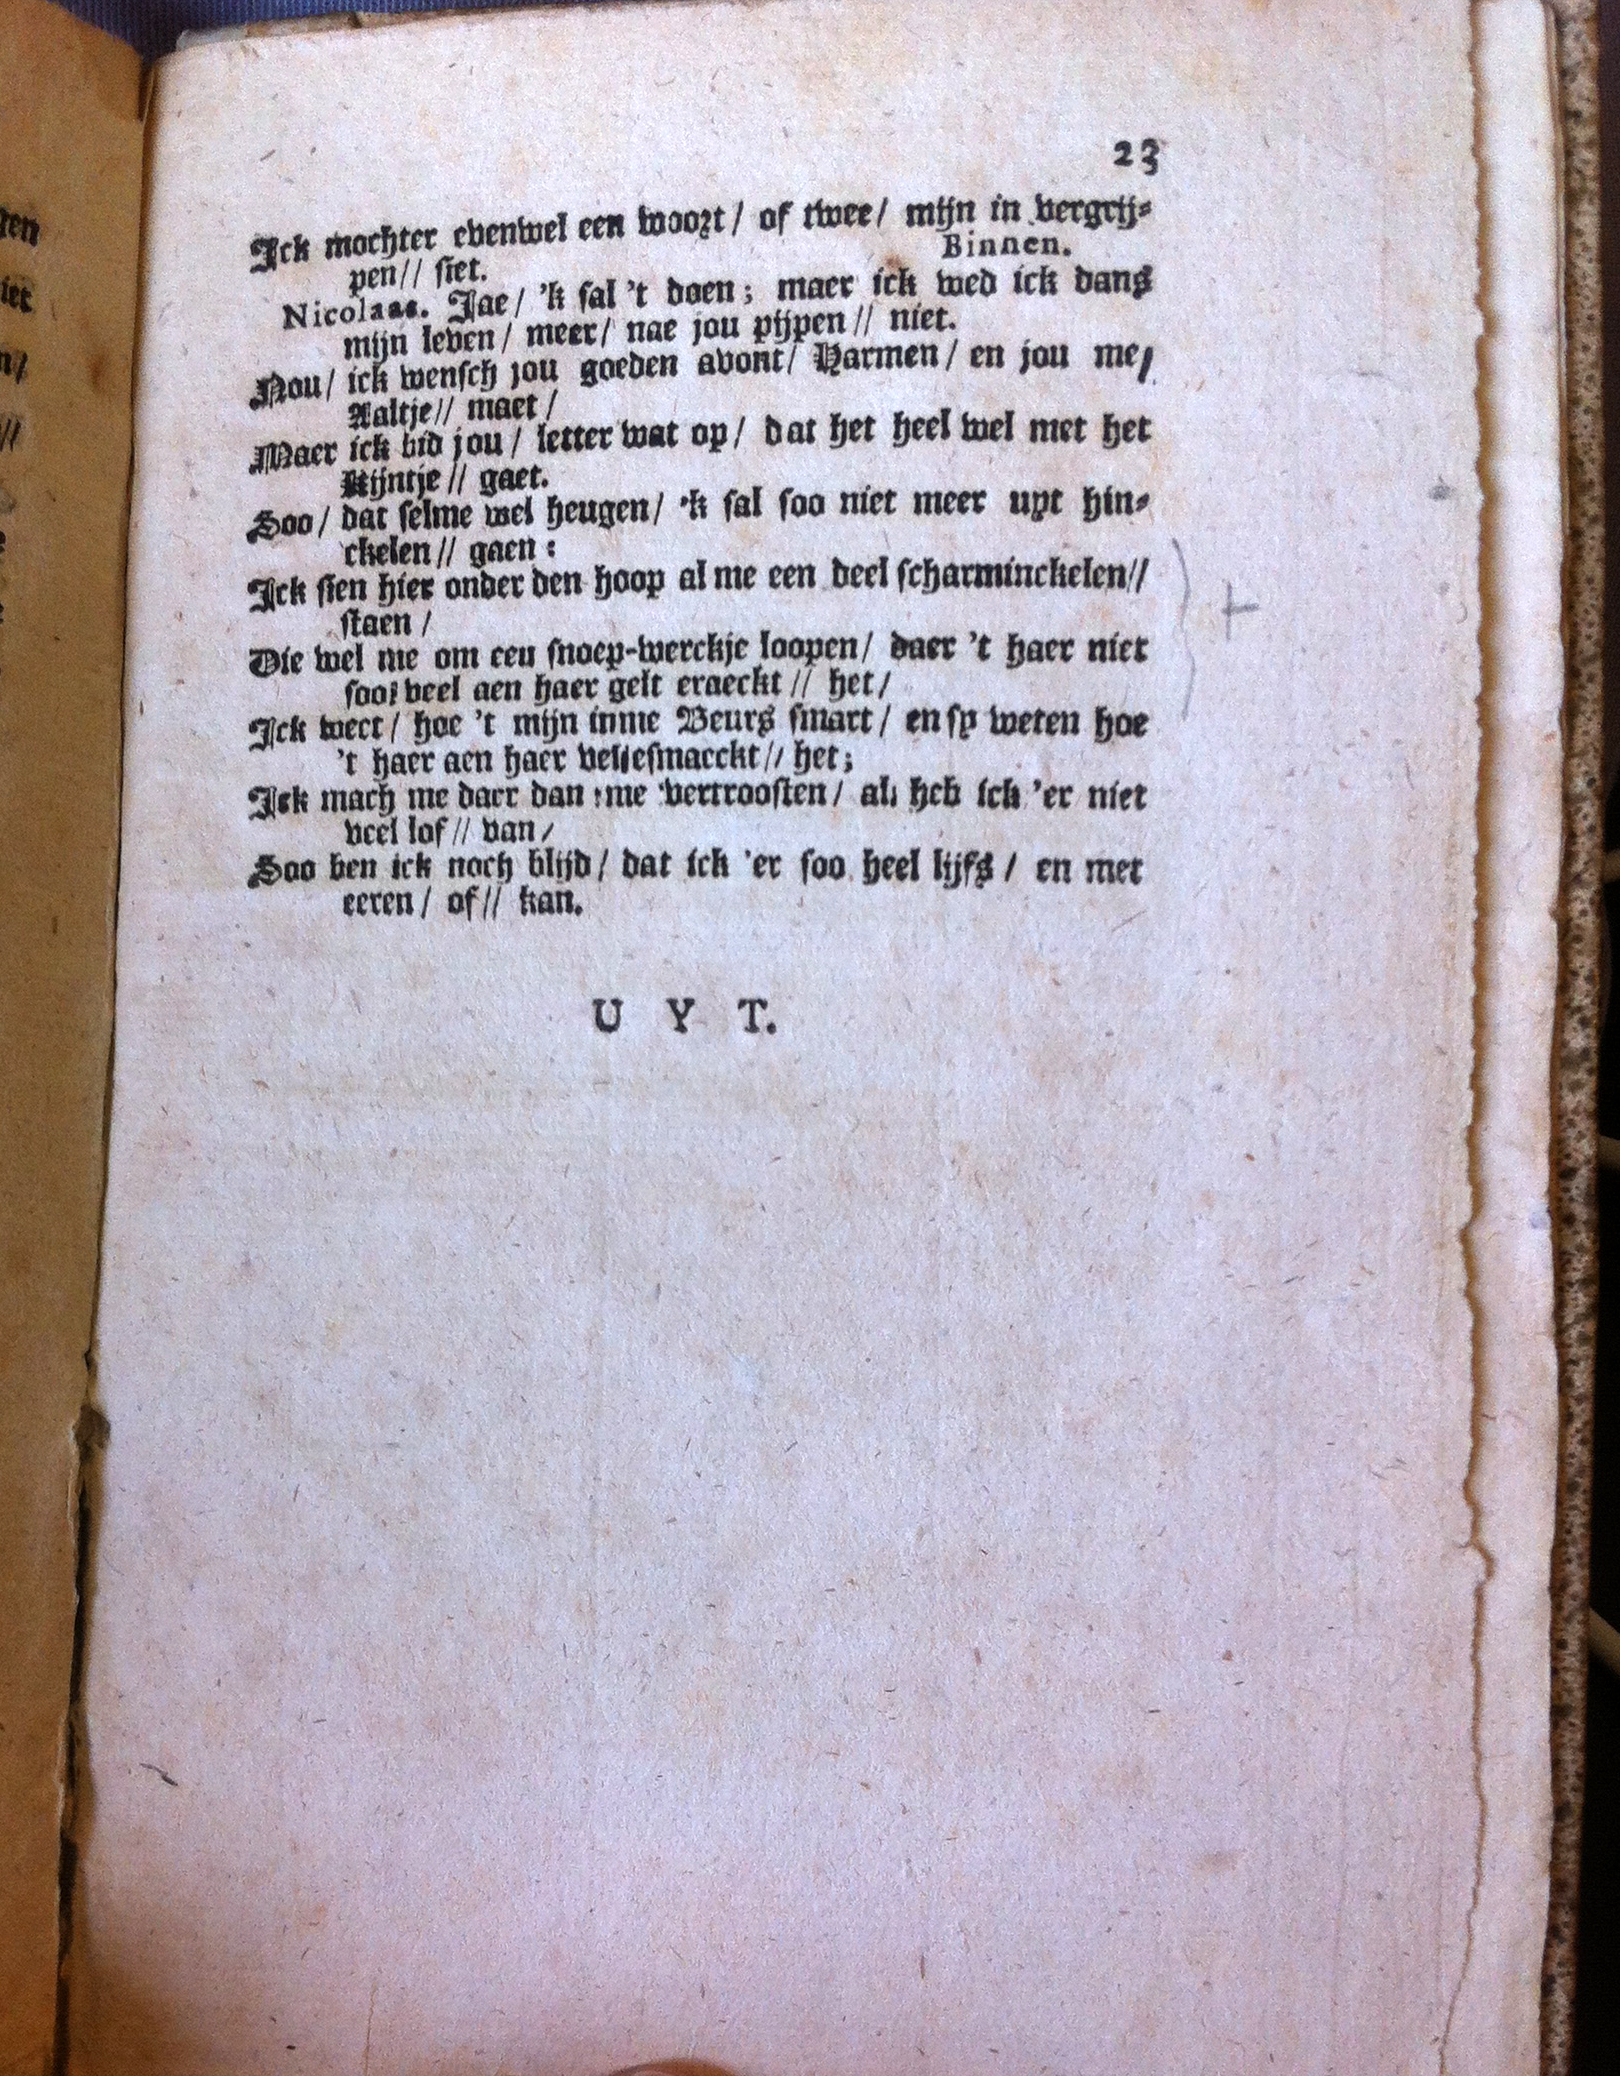 23
Ick mochter evenwel een woort / of twee / mijn in vergrij-
pen // siet.
Binnen.
Nicolaas. Jae / 'k sal 't doen; maer ick wed ick vans
mijn leven / meer / nae jou pijpen // niet.
Nou / ick wensch jou goeden avont / Harmen / en jou me /
Aaltje // maet /
Maer ick bid jou / letter wat op / dat het heel wel met het
Kijntje // gaet.
Soo / dat selme wel heugen / 'k sal soo niet meer uyt hin-
ckelen // gaen:
Ick sien hier onder den hoop al me een deel scharminckelen //
staen /
Die wel me om een snoep-werckje loopen / daer 't haer niet
soo veel aen haer gelt eraeckt // het /
Ick weet / hoe 't mijn inme Beurs smart / en sy weten hoe
't haer aen haer vel esmaeckt // het;
Ick mach me daer dan me vertroosten / al heb ick 'er niet
veel lof // van /
Soo ben ick noch blijd / dat ick 'er soo heel lijfs / en met
eeren / of // kan.
U Y T.